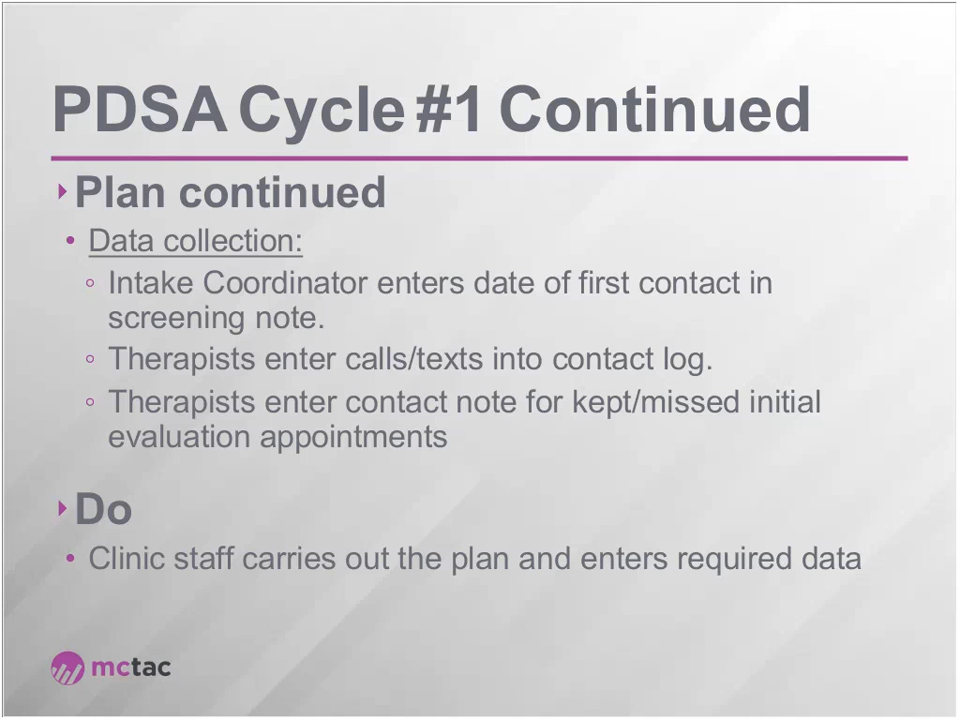 PDSA Cycle #1 Continued
‣Plan continued
• Data collection:
◦ Intake Coordinator enters date of first contact in
screening note.
◦ Therapists enter calls/texts into contact log.
◦ Therapists enter contact note for kept/missed initial
evaluation appointments
‣Do
• Clinic staff carries out the plan and enters required data
mctac